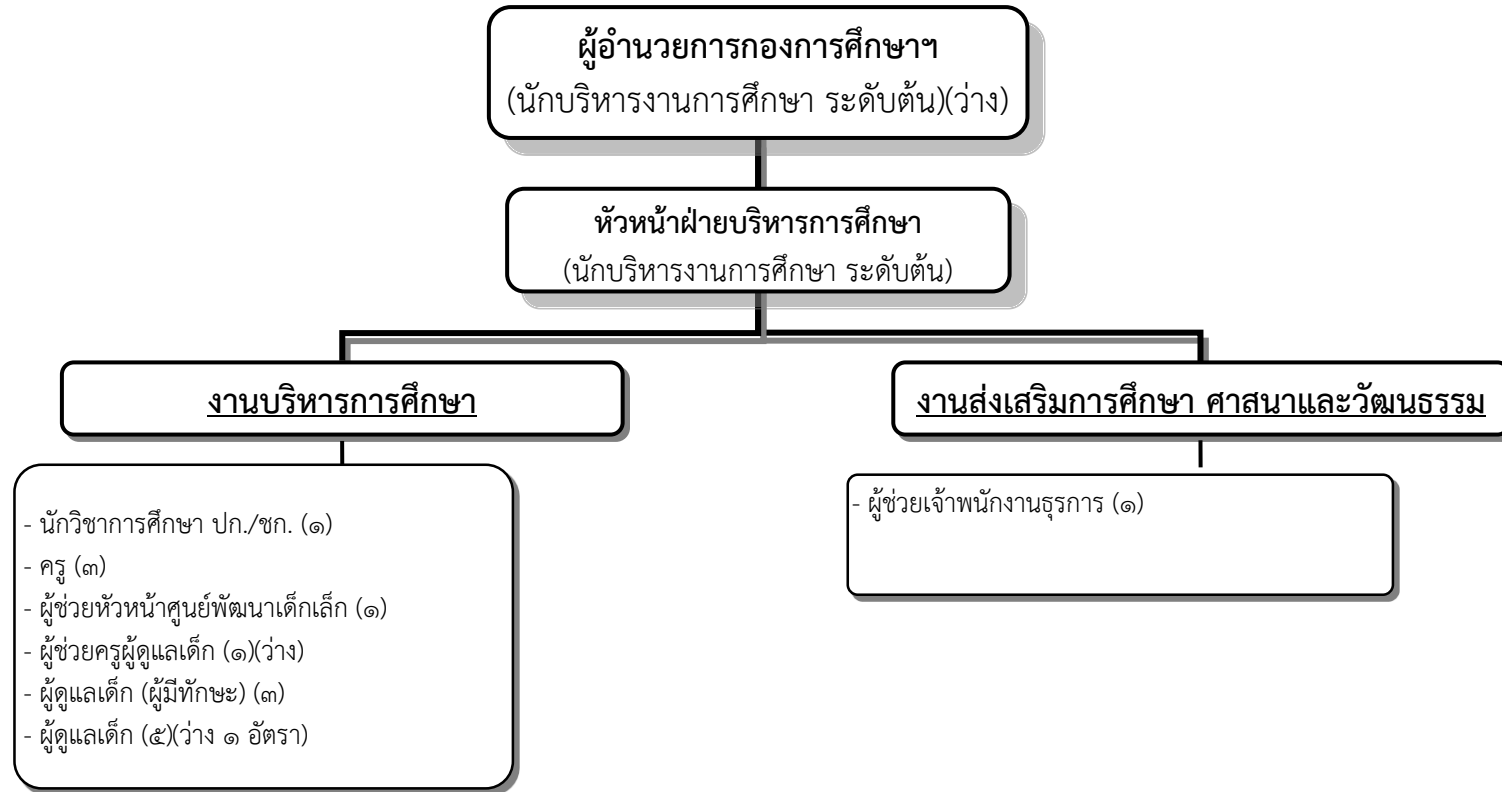 ผู้อำนวยการกองการศึกษาฯ
(นักบริหารงานการศึกษา ระดับต้น)(ว่าง)
หัวหน้าฝ่ายบริหารการศึกษา
(นักบริหารงานการศึกษา ระดับต้น)
งานบริหารการศึกษา
- นักวิชาการศึกษา ปก./ชก. (๑)
- ครู (๓)
- ผู้ช่วยหัวหน้าศูนย์พัฒนาเด็กเล็ก (๑)
- ผู้ช่วยครูผู้ดูแลเด็ก (๑)(ว่าง)
- ผู้ดูแลเด็ก (ผู้มีทักษะ) (๓)
- ผู้ดูแลเด็ก (๕)(ว่าง ๑ อัตรา)
งานส่งเสริมการศึกษา ศาสนาและวัฒนธรรม
- ผู้ช่วยเจ้าพนักงานธุรการ (๑)